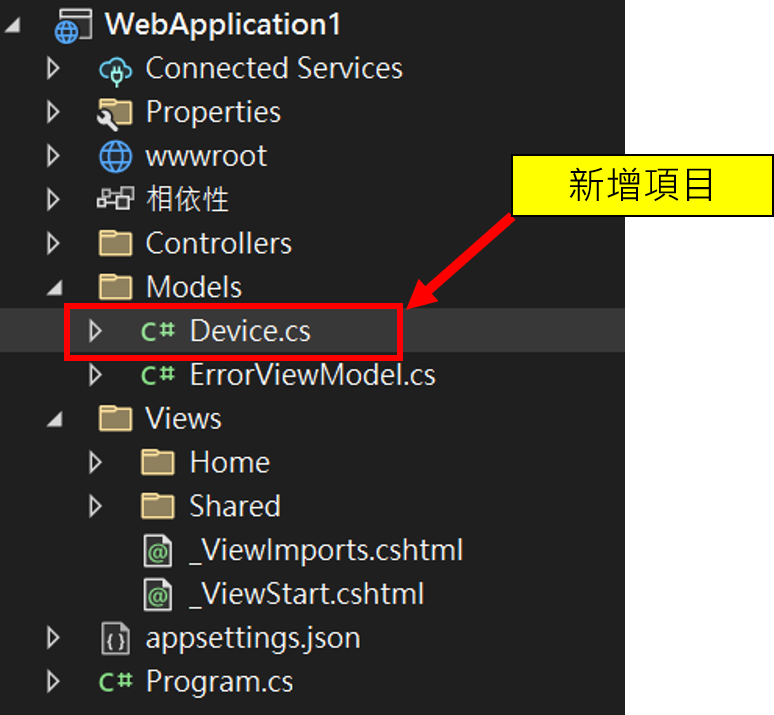 WebApplication1
Connected Services
Properties
wwwroot
新增項目
相依性
Controllers
Models
C# Device.cs
C# ErrorViewModel.cs
Views
Home
Shared
@ _ViewImports.cshtml
@ _ViewStart.cshtml
{} appsettings.json
C# Program.cs